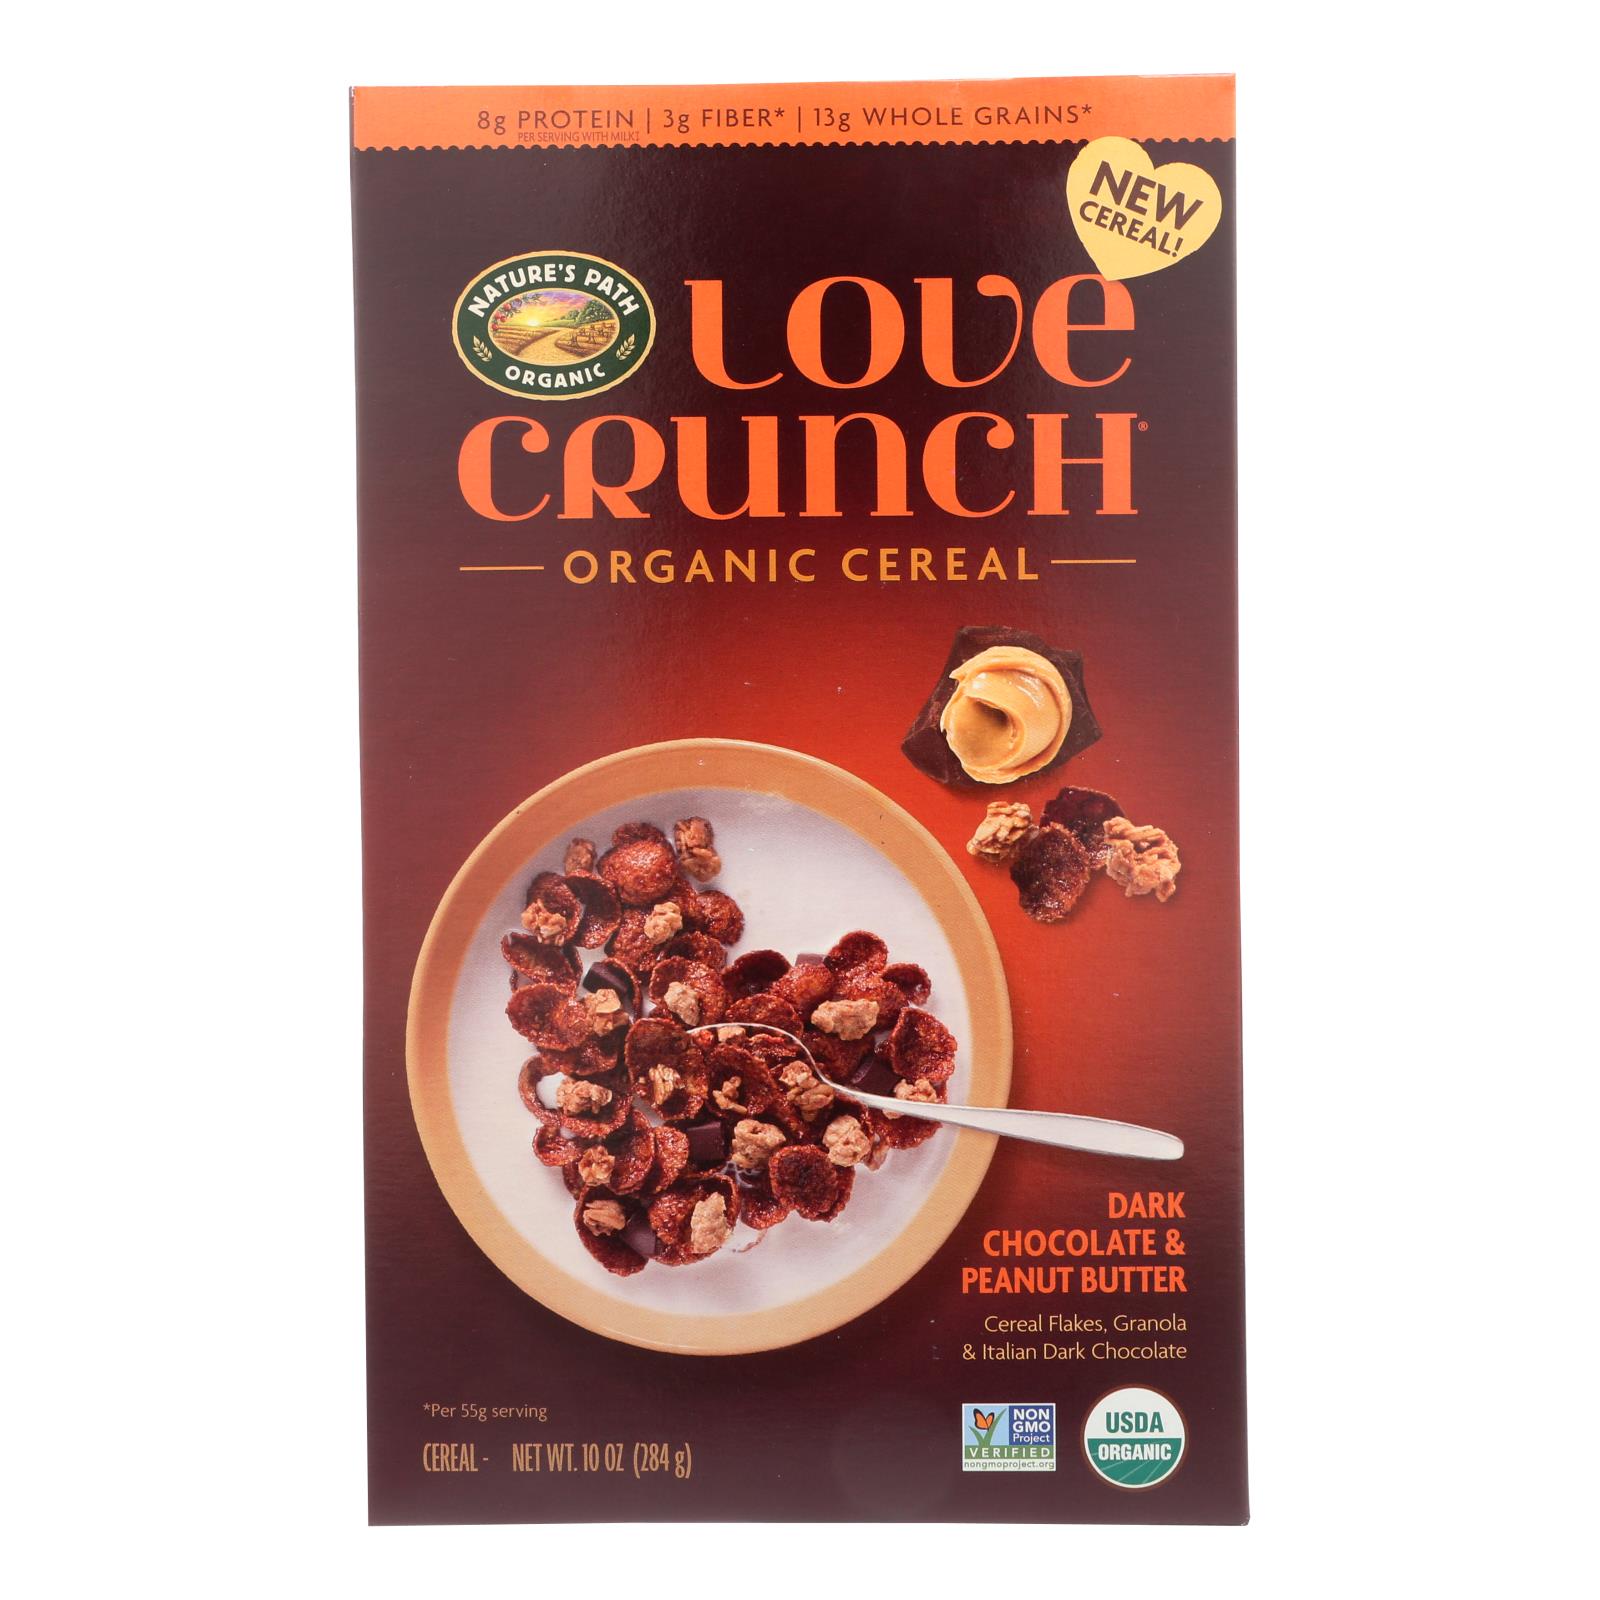 8g PROTEIN | 3g FIBER* | 13g WHOLE GRAINS*
PER SERVING WITH MILK‡
NEW
CEREAL!
NATURE'S PATH
ORGANIC
LOVE
CRUNCH®
ORGANIC CEREAL
DARK
CHOCOLATE &
PEANUT BUTTER
Cereal Flakes, Granola
& Italian Dark Chocolate
*Per 55g serving
CEREAL - NET WT. 10 OZ (284 g)
NON
GMO
Project
VERIFIED
nongmoproject.org
USDA
ORGANIC